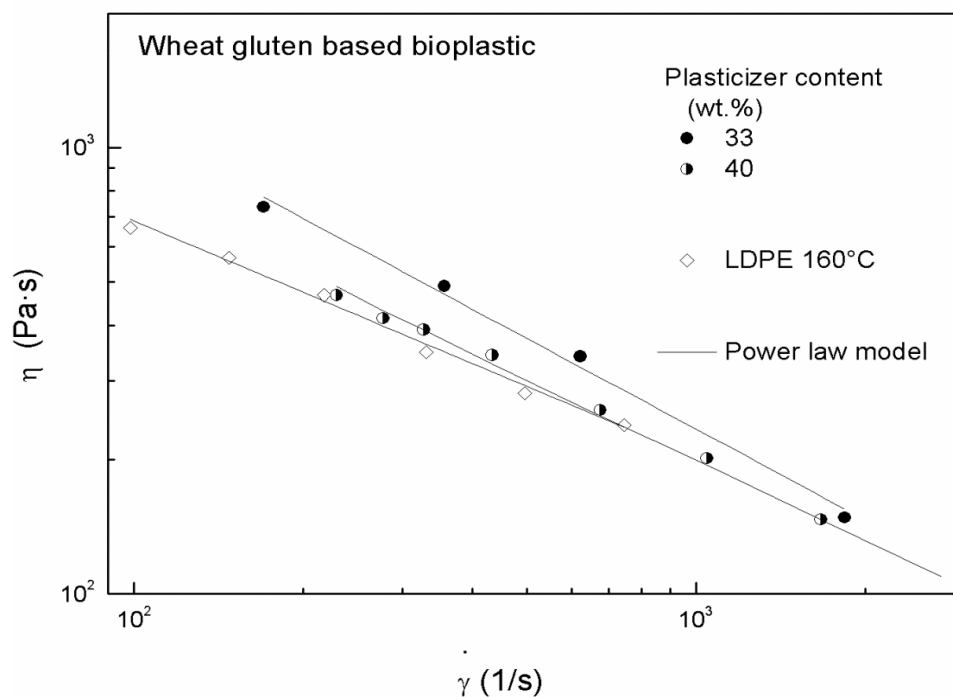 Wheat gluten based bioplastic
Plasticizer content
(wt.%)
33
40
LDPE 160°C
Power law model
η (Pa·s)
10³
10²
10²
10³
γ̇ (1/s)